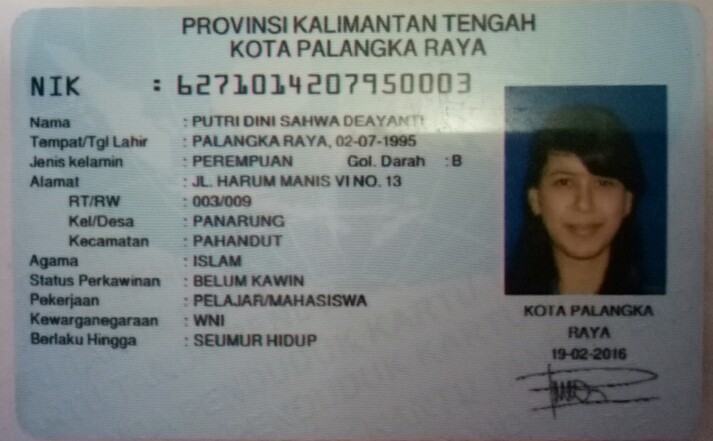 PROVINSI KALIMANTAN TENGAH
KOTA PALANGKA RAYA
NIK : 6271014207950003
Nama : PUTRI DINI SAHWA DEAYANTI
Tempat/Tgl Lahir : PALANGKA RAYA, 02-07-1995
Jenis kelamin : PEREMPUAN Gol. Darah : B
Alamat : JL. HARUM MANIS VI NO. 13
RT/RW : 003/009
Kel/Desa : PANARUNG
Kecamatan : PAHANDUT
Agama : ISLAM
Status Perkawinan : BELUM KAWIN
Pekerjaan : PELAJAR/MAHASISWA
Kewarganegaraan : WNI
Berlaku Hingga : SEUMUR HIDUP
KOTA PALANGKA
RAYA
19-02-2016